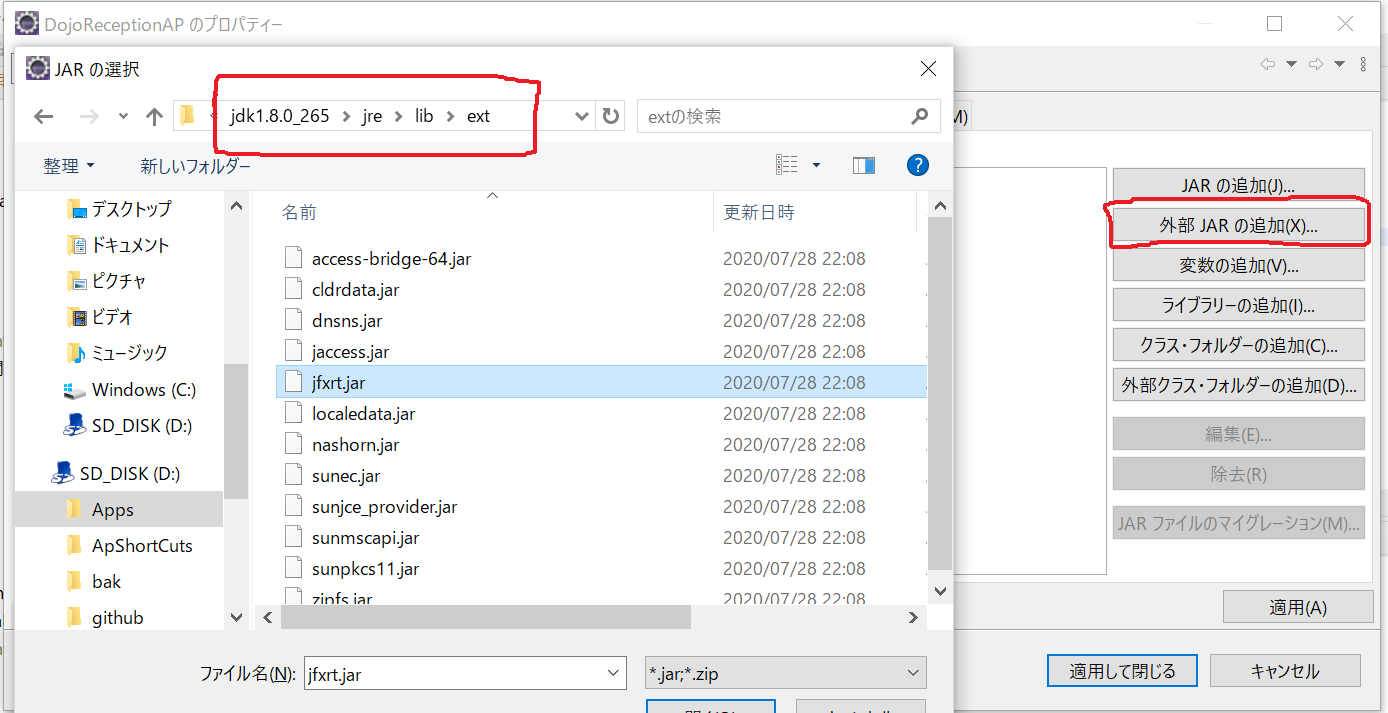 DojoReceptionAP のプロパティー
JAR の選択
jdk1.8.0_265 › jre › lib › ext
extの検索
整理
新しいフォルダー
デスクトップ
ドキュメント
ピクチャ
ビデオ
ミュージック
Windows (C:)
SD_DISK (D:)
SD_DISK (D:)
Apps
ApShortCuts
bak
github
名前 更新日時
access-bridge-64.jar 2020/07/28 22:08
cldrdata.jar 2020/07/28 22:08
dnsns.jar 2020/07/28 22:08
jaccess.jar 2020/07/28 22:08
jfxrt.jar 2020/07/28 22:08
localedata.jar 2020/07/28 22:08
nashorn.jar 2020/07/28 22:08
sunec.jar 2020/07/28 22:08
sunjce_provider.jar 2020/07/28 22:08
sunmscapi.jar 2020/07/28 22:08
sunpkcs11.jar 2020/07/28 22:08
zipfs.jar 2020/07/28 22:08
ファイル名(N): jfxrt.jar
*.jar;*.zip
M)
JAR の追加(J)...
外部 JAR の追加(X)...
変数の追加(V)...
ライブラリーの追加(I)...
クラス・フォルダーの追加(C)...
外部クラス・フォルダーの追加(D)...
編集(E)...
除去(R)
JAR ファイルのマイグレーション(M)...
適用(A)
適用して閉じる
キャンセル